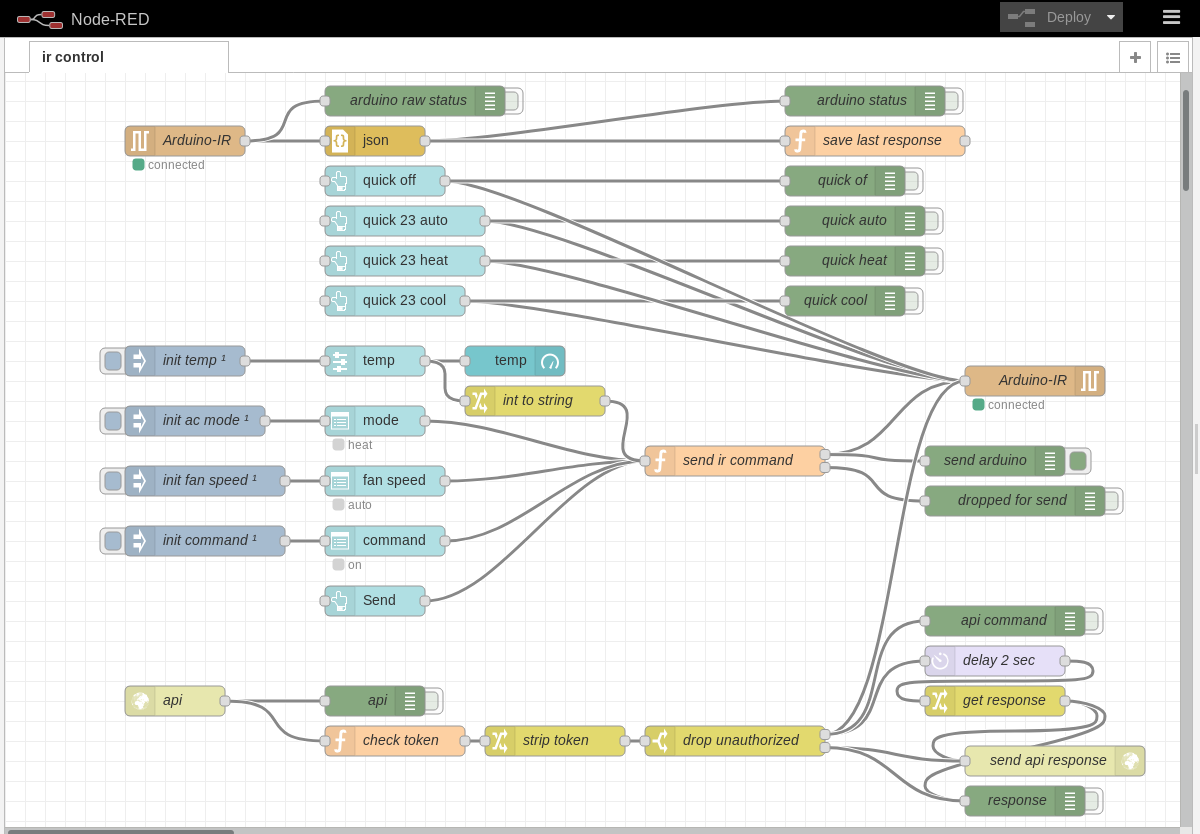 Node-RED
Deploy
ir control
arduino raw status
arduino status
Arduino-IR
connected
json
save last response
quick off
quick of
quick 23 auto
quick auto
quick 23 heat
quick heat
quick 23 cool
quick cool
init temp ¹
temp
temp
Arduino-IR
connected
int to string
init ac mode ¹
mode
heat
send ir command
send arduino
init fan speed ¹
fan speed
auto
dropped for send
init command ¹
command
on
Send
api command
delay 2 sec
api
api
get response
check token
strip token
drop unauthorized
send api response
response